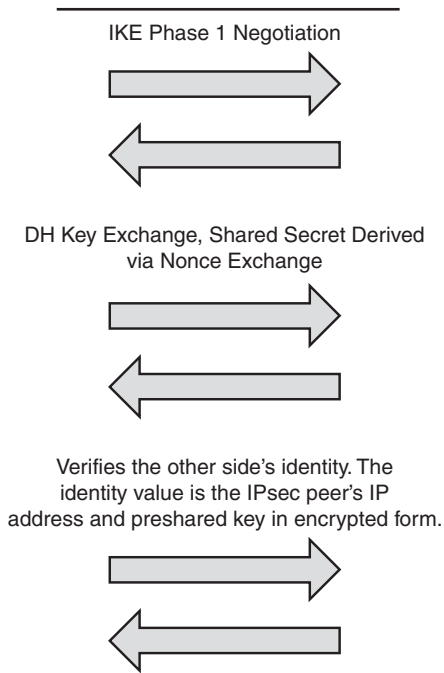 IKE Phase 1 Negotiation
DH Key Exchange, Shared Secret Derived
via Nonce Exchange
Verifies the other side’s identity. The
identity value is the IPsec peer’s IP
address and preshared key in encrypted form.